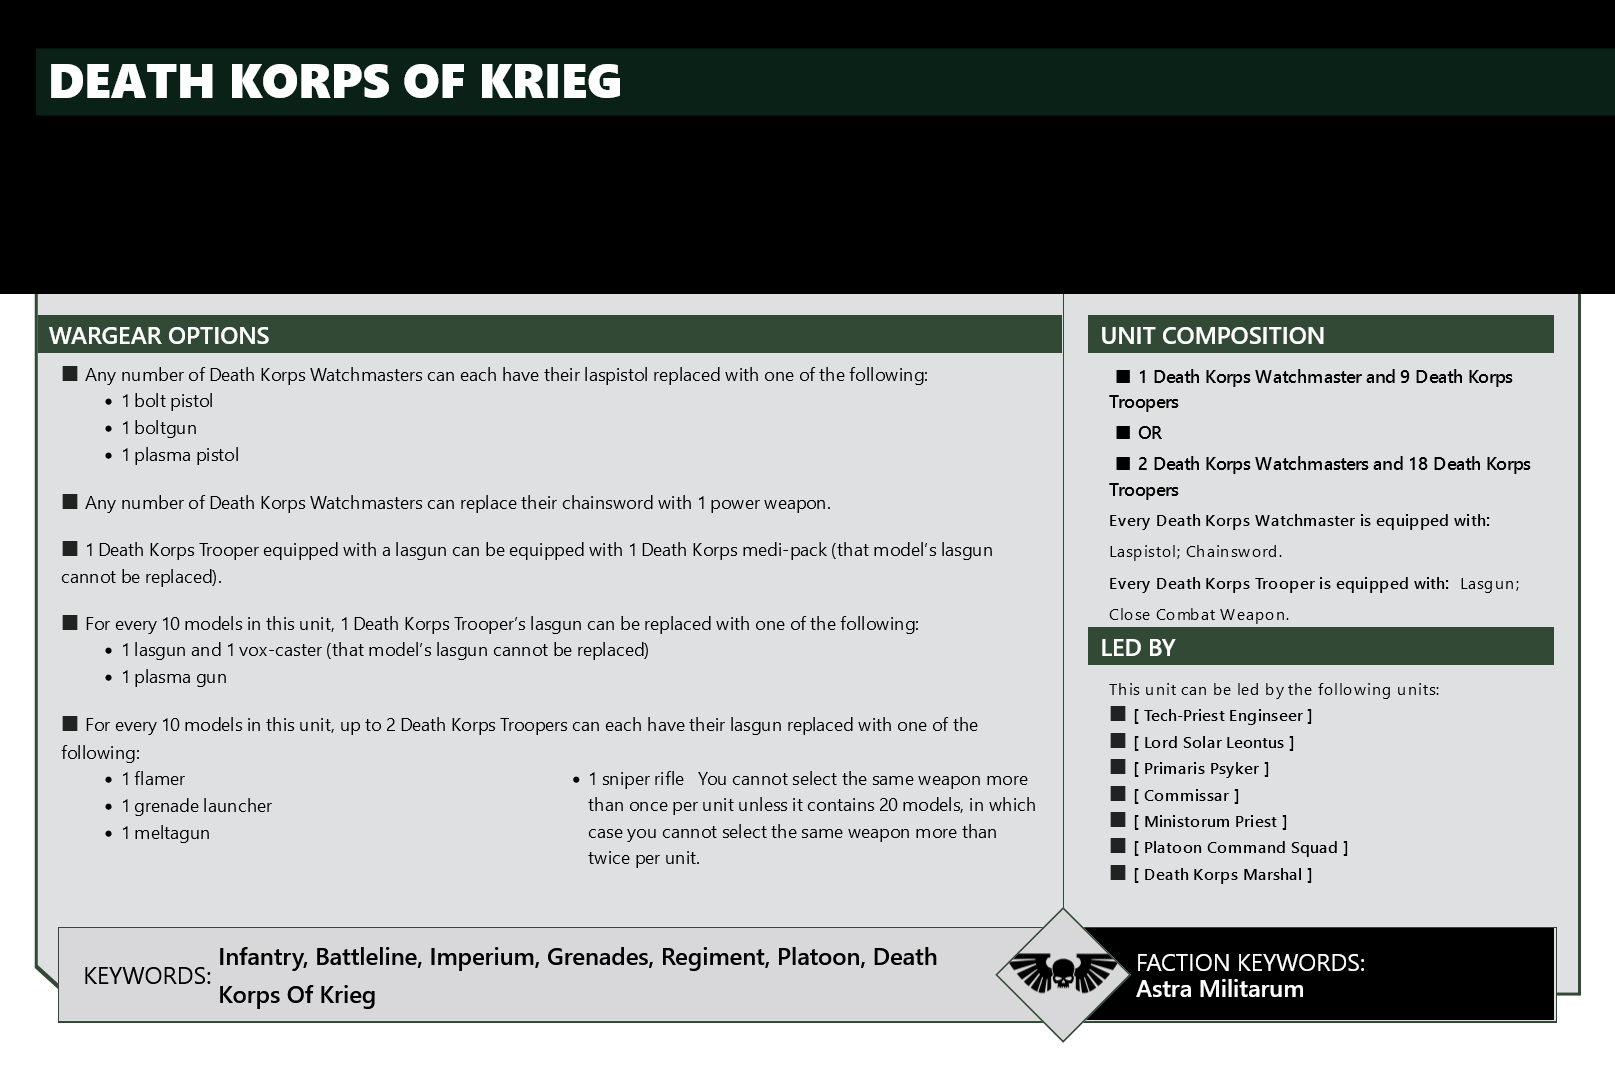 DEATH KORPS OF KRIEG
WARGEAR OPTIONS
■ Any number of Death Korps Watchmasters can each have their laspistol replaced with one of the following:
• 1 bolt pistol
• 1 boltgun
• 1 plasma pistol
■ Any number of Death Korps Watchmasters can replace their chainsword with 1 power weapon.
■ 1 Death Korps Trooper equipped with a lasgun can be equipped with 1 Death Korps medi-pack (that model's lasgun
cannot be replaced).
■ For every 10 models in this unit, 1 Death Korps Trooper's lasgun can be replaced with one of the following:
• 1 lasgun and 1 vox-caster (that model's lasgun cannot be replaced)
• 1 plasma gun
■ For every 10 models in this unit, up to 2 Death Korps Troopers can each have their lasgun replaced with one of the
following:
• 1 flamer
• 1 grenade launcher
• 1 meltagun
• 1 sniper rifle You cannot select the same weapon more
than once per unit unless it contains 20 models, in which
case you cannot select the same weapon more than
twice per unit.
UNIT COMPOSITION
■ 1 Death Korps Watchmaster and 9 Death Korps
Troopers
■ OR
■ 2 Death Korps Watchmasters and 18 Death Korps
Troopers
Every Death Korps Watchmaster is equipped with:
Laspistol; Chainsword.
Every Death Korps Trooper is equipped with: Lasgun;
Close Combat Weapon.
LED BY
This unit can be led by the following units:
■ [ Tech-Priest Enginseer ]
■ [ Lord Solar Leontus ]
■ [ Primaris Psyker ]
■ [ Commissar ]
■ [ Ministorum Priest ]
■ [ Platoon Command Squad ]
■ [ Death Korps Marshal ]
KEYWORDS: Infantry, Battleline, Imperium, Grenades, Regiment, Platoon, Death
Korps Of Krieg
FACTION KEYWORDS:
Astra Militarum